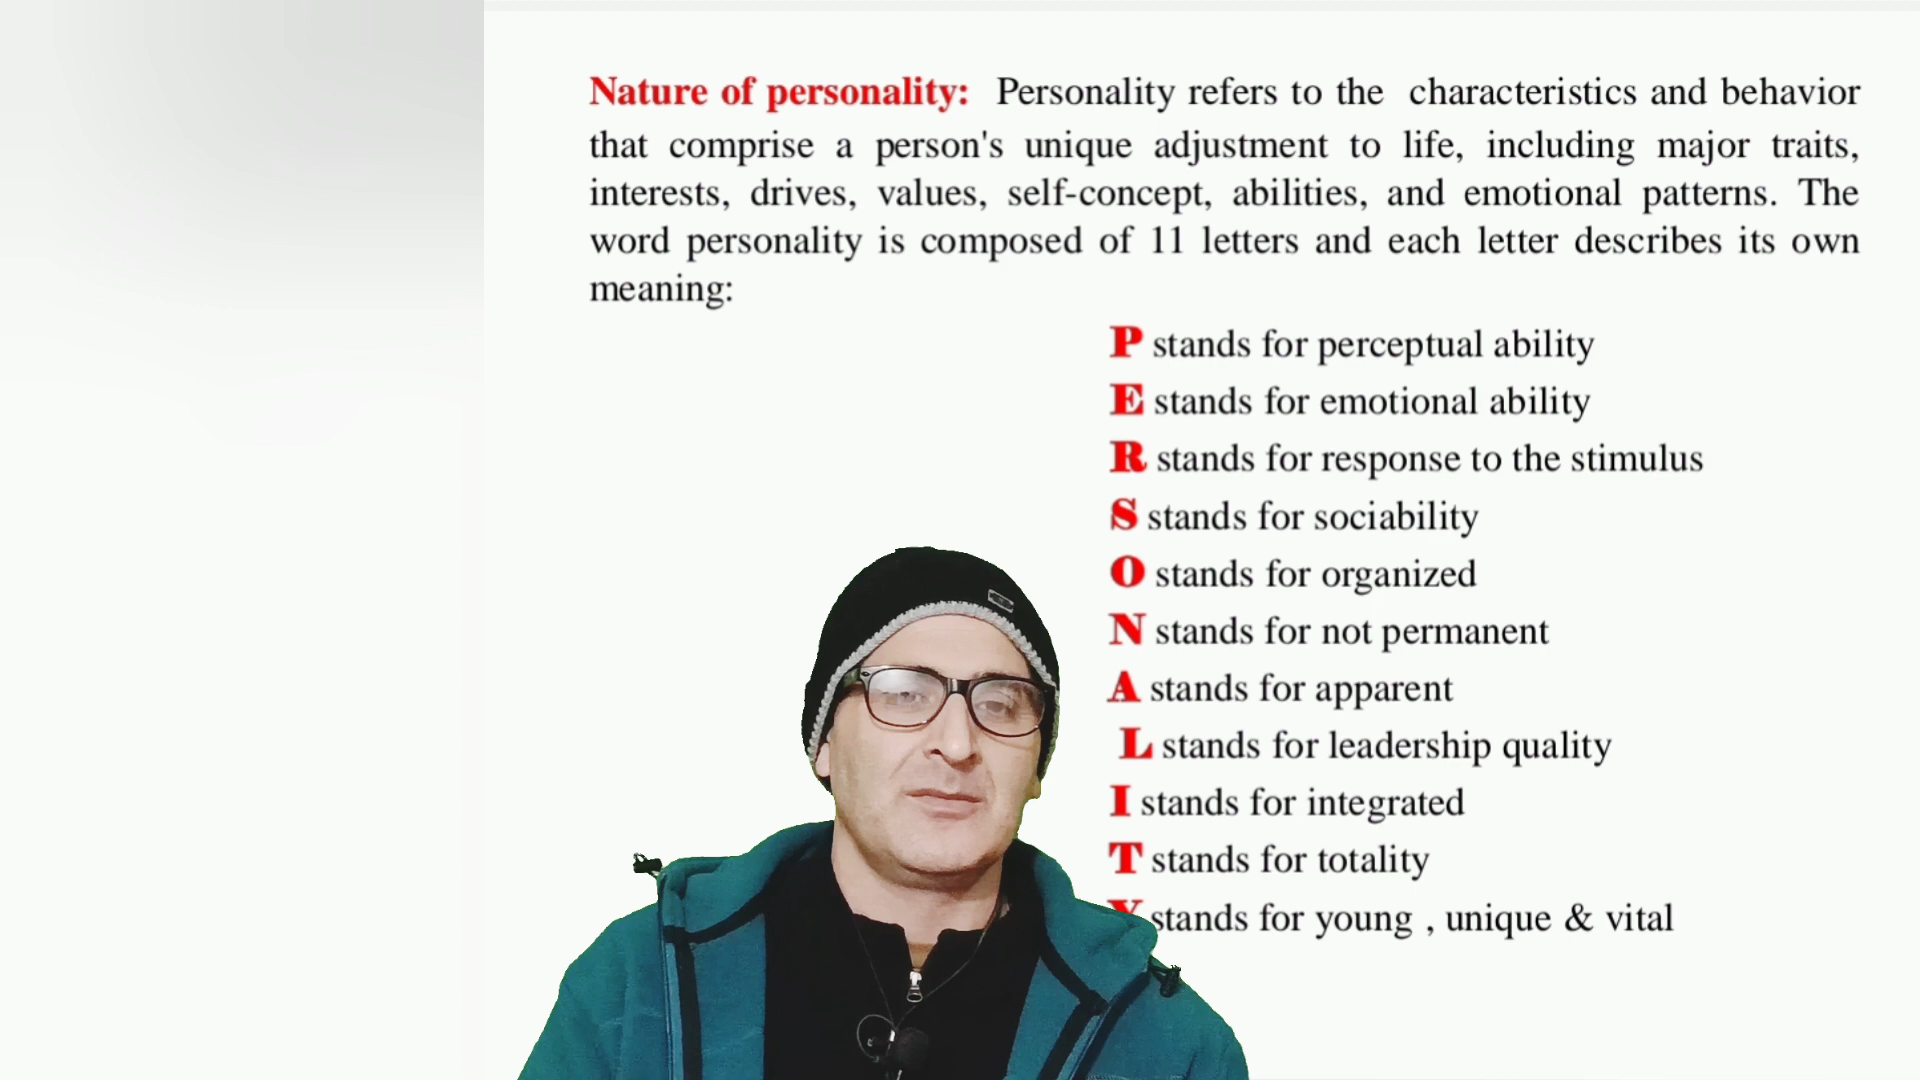 Nature of personality: Personality refers to the characteristics and behavior
that comprise a person's unique adjustment to life, including major traits,
interests, drives, values, self-concept, abilities, and emotional patterns. The
word personality is composed of 11 letters and each letter describes its own
meaning:
P stands for perceptual ability
E stands for emotional ability
R stands for response to the stimulus
S stands for sociability
O stands for organized
N stands for not permanent
A stands for apparent
L stands for leadership quality
I stands for integrated
T stands for totality
Y stands for young , unique & vital